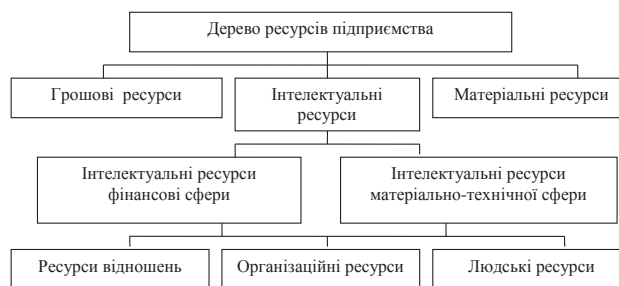 Дерево ресурсів підприємства
Грошові ресурси
Інтелектуальні
ресурси
Матеріальні ресурси
Інтелектуальні ресурси
фінансові сфери
Інтелектуальні ресурси
матеріально-технічної сфери
Ресурси відношень
Організаційні ресурси
Людські ресурси